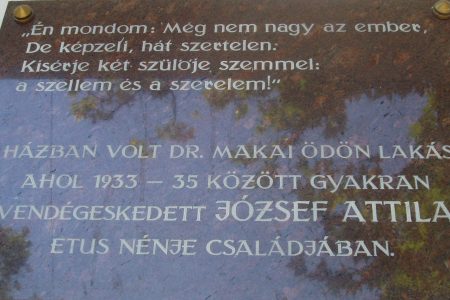 „Én mondom: Még nem nagy az ember,
De képzeli, hát szertelen.
Kisérje két szülője szemmel:
a szellem és a szerelem!”
HÁZBAN VOLT DR. MAKAI ÖDÖN LAKÁS
AHOL 1933 – 35 KÖZÖTT GYAKRAN
VENDÉGESKEDETT JÓZSEF ATTILA
ETUS NÉNJE CSALÁDJÁBAN.